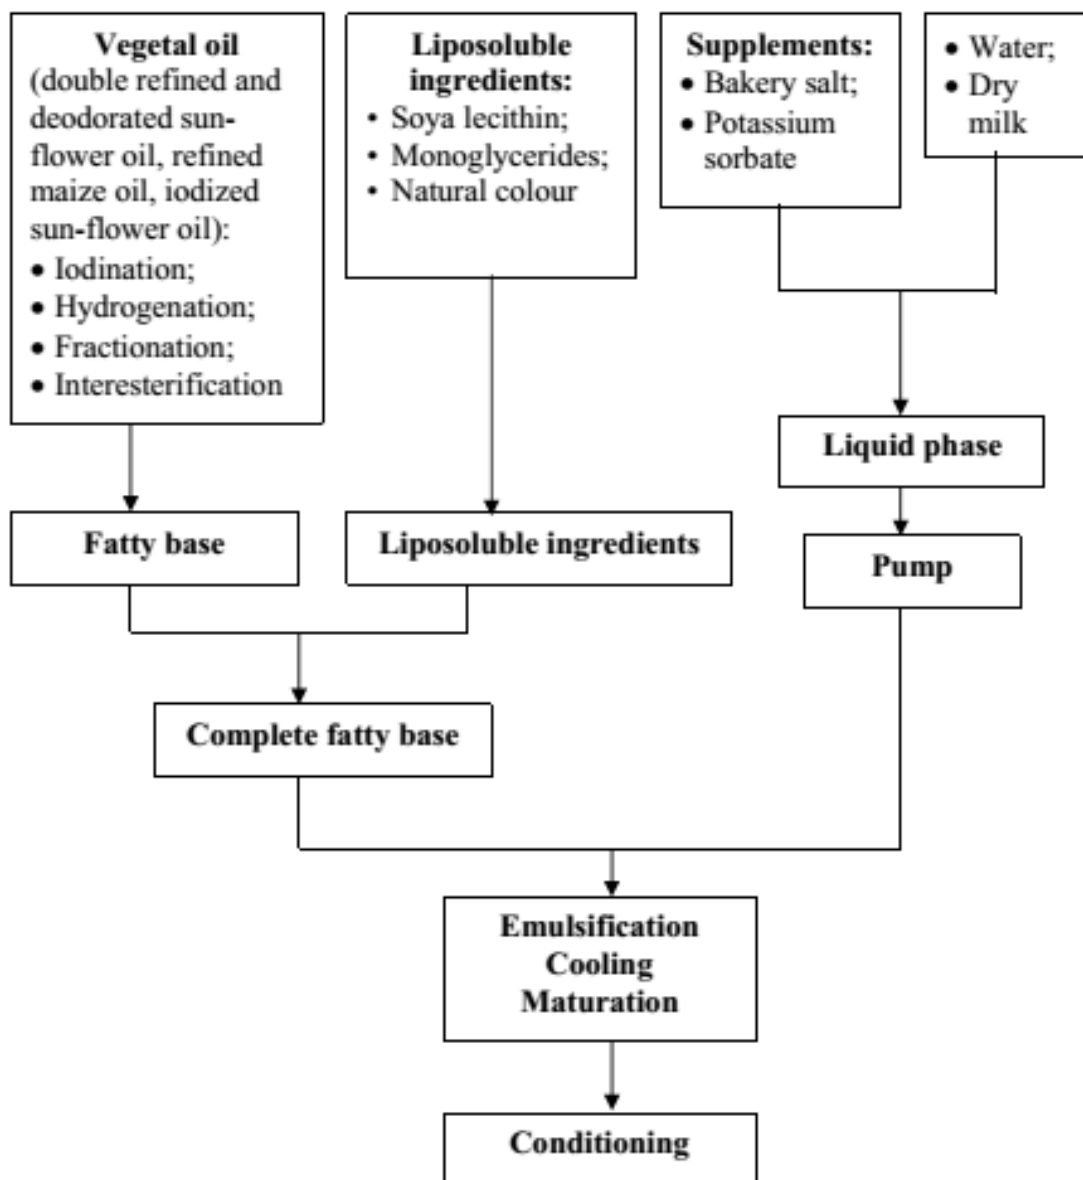 Vegetal oil
(double refined and
deodorated sun-
flower oil, refined
maize oil, iodized
sun-flower oil):
• Iodination;
• Hydrogenation;
• Fractionation;
• Interesterification
Liposoluble
ingredients:
• Soya lecithin;
• Monoglycerides;
• Natural colour
Supplements:
• Bakery salt;
• Potassium
sorbate
• Water;
• Dry
milk
Liquid phase
Fatty base
Liposoluble ingredients
Pump
Complete fatty base
Emulsification
Cooling
Maturation
Conditioning